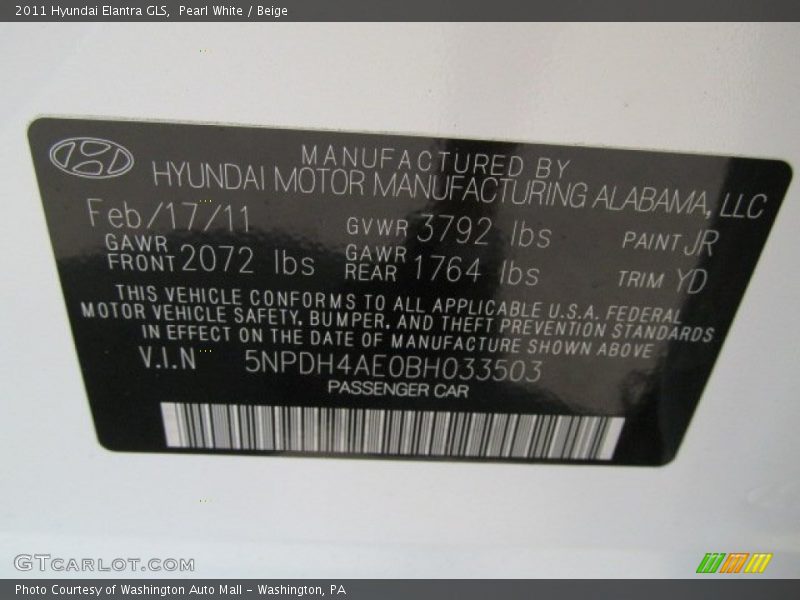 2011 Hyundai Elantra GLS, Pearl White / Beige
MANUFACTURED BY
HYUNDAI MOTOR MANUFACTURING ALABAMA, LLC
Feb/17/11 GVWR 3792 lbs PAINT JR
GAWR FRONT 2072 lbs GAWR REAR 1764 lbs TRIM YD
THIS VEHICLE CONFORMS TO ALL APPLICABLE U.S.A. FEDERAL
MOTOR VEHICLE SAFETY, BUMPER, AND THEFT PREVENTION STANDARDS
IN EFFECT ON THE DATE OF MANUFACTURE SHOWN ABOVE
V.I.N 5NPDH4AE0BH033503
PASSENGER CAR
GTCARLOT.COM
Photo Courtesy of Washington Auto Mall - Washington, PA